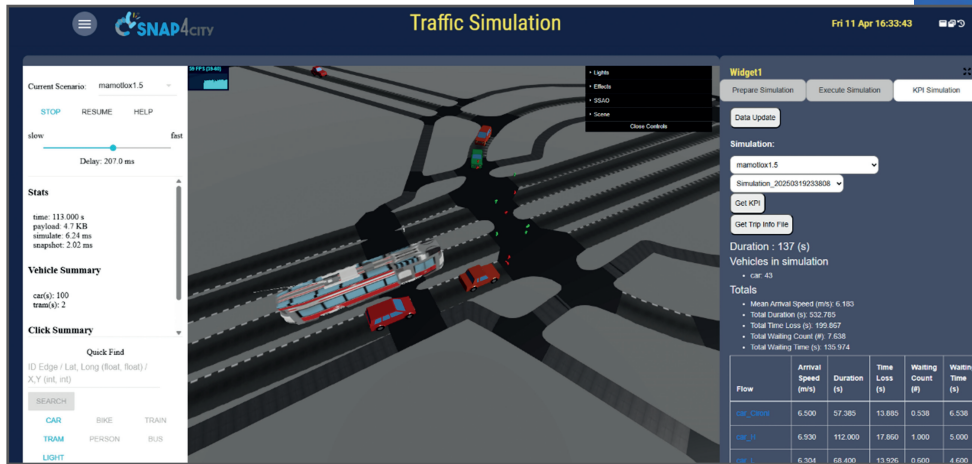 SNAP4CITY
Traffic Simulation
Fri 11 Apr 16:33:43
Current Scenario: mamotlox1.5
STOP RESUME HELP
slow fast
Delay: 207.0 ms
Stats
time: 113.000 s
payload: 4.7 KB
simulate: 6.24 ms
snapshot: 2.02 ms
Vehicle Summary
car(s): 100
tram(s): 2
Click Summary
Quick Find
ID Edge / Lat, Long (float, float) /
X,Y (int, int)
SEARCH
CAR BIKE TRAIN
TRAM PERSON BUS
LIGHT
Lights
Effects
SSAO
Scene
Close Controls
Widget1
Prepare Simulation Execute Simulation KPI Simulation
Data Update
Simulation:
mamotlox1.5
Simulation_20250319233808
Get KPI
Get Trip Info File
Duration : 137 (s)
Vehicles in simulation
car: 43
Totals
Mean Arrival Speed (m/s): 6.183
Total Duration (s): 532.785
Total Time Loss (s): 199.867
Total Waiting Count (#): 7.638
Total Waiting Time (s): 135.974
Flow Arrival Speed (m/s) Duration (s) Time Loss (s) Waiting Count (#) Waitin Time (s)
6.500 57.385 13.885 0.538 6.538
6.930 112.000 17.860 1.000 5.000
6.304 68.400 13.926 0.600 4.600